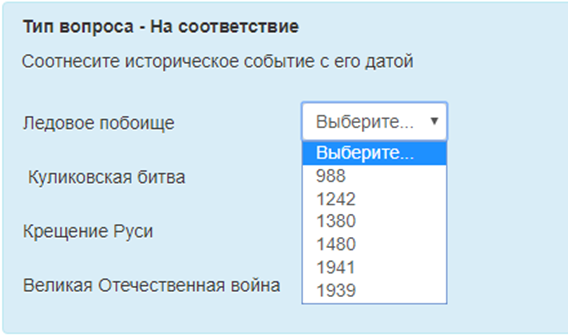 Тип вопроса - На соответствие
Соотнесите историческое событие с его датой
Ледовое побоище
Выберите...
Выберите...
Куликовская битва
988
1242
1380
Крещение Руси
1480
1941
Великая Отечественная война
1939